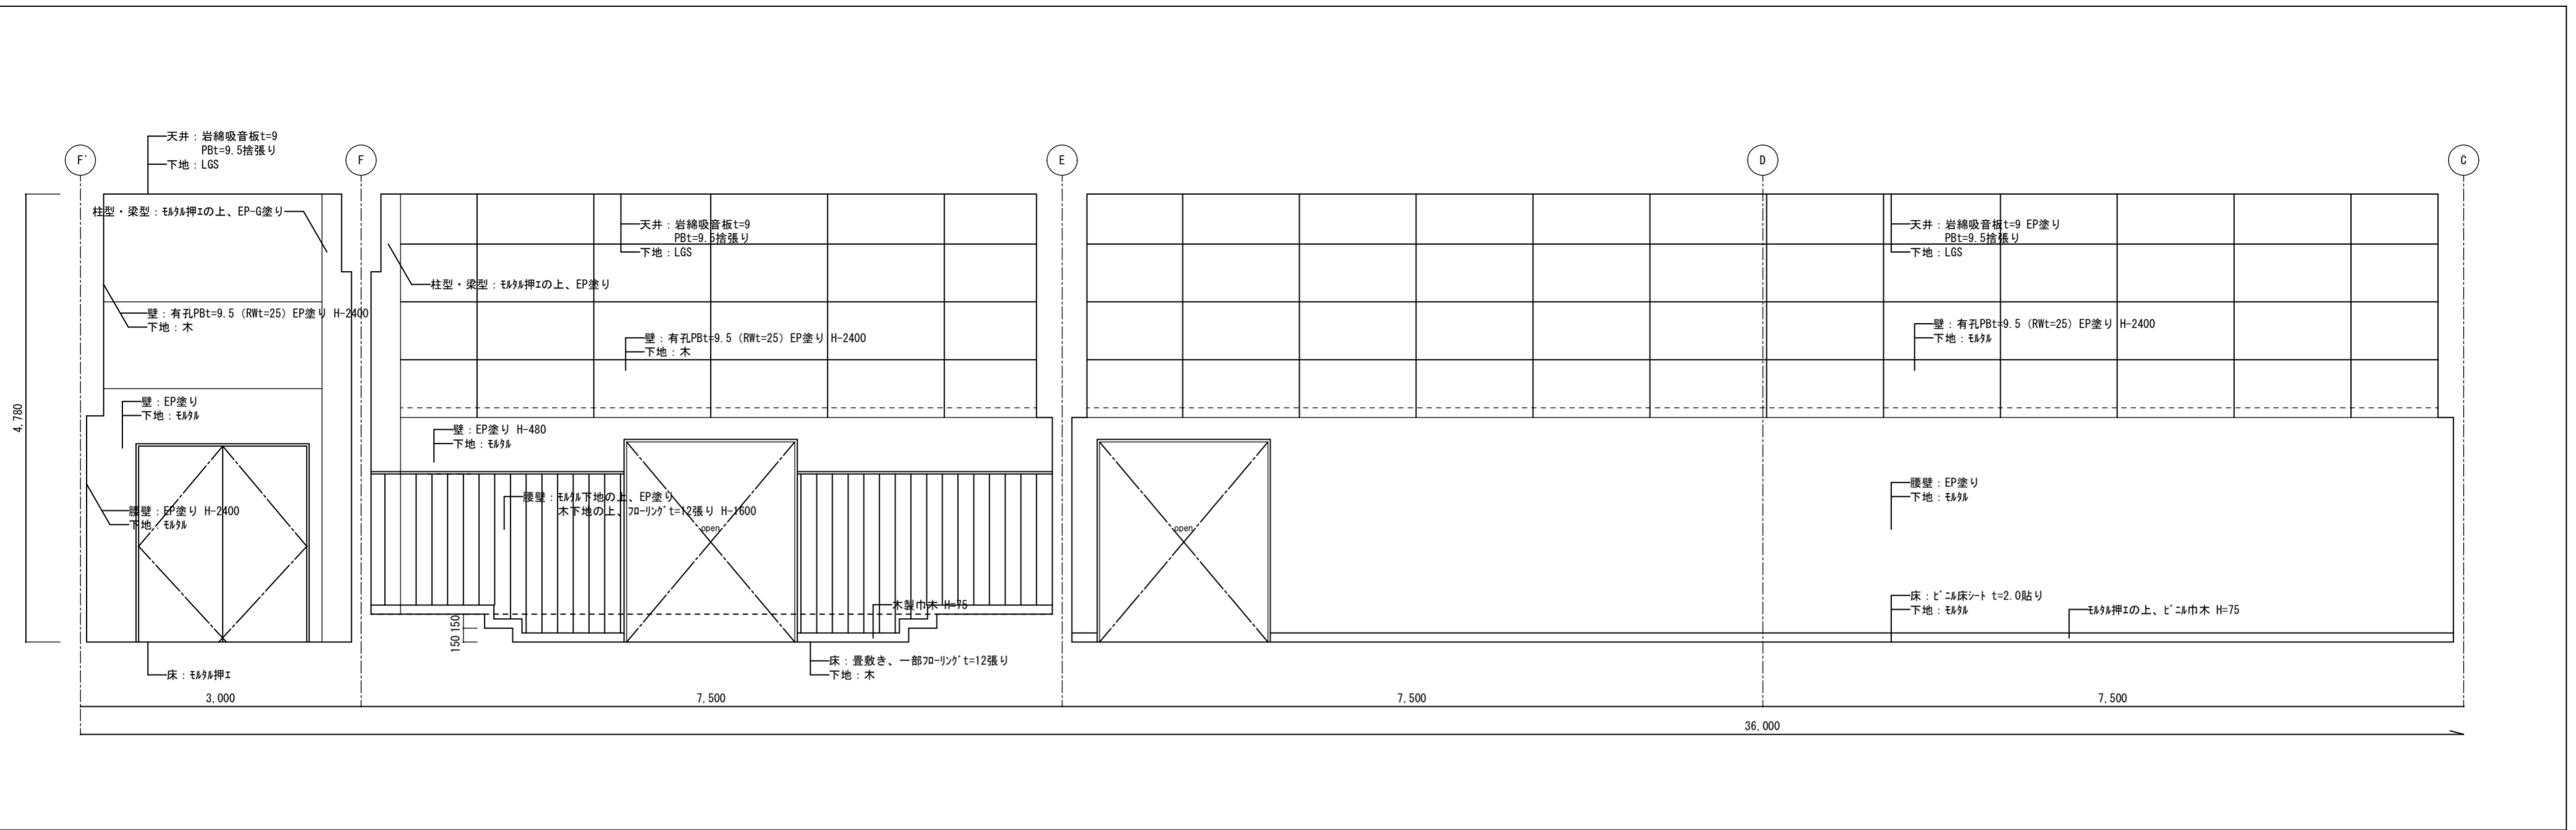 F'
F
E
D
C
天井：岩綿吸音板t=9
PBt=9.5捨張り
下地：LGS
柱型・梁型：ﾓﾙﾀﾙ押ｴの上、EP-G塗り
壁：有孔PBt=9.5（RWt=25）EP塗り H-2400
下地：木
壁：EP塗り
下地：ﾓﾙﾀﾙ
腰壁：EP塗り H-2400
下地：ﾓﾙﾀﾙ
床：ﾓﾙﾀﾙ押ｴ
4,780
天井：岩綿吸音板t=9
PBt=9.5捨張り
下地：LGS
柱型・梁型：ﾓﾙﾀﾙ押ｴの上、EP塗り
壁：有孔PBt=9.5（RWt=25）EP塗り H-2400
下地：木
壁：EP塗り H-480
下地：ﾓﾙﾀﾙ
腰壁：ﾓﾙﾀﾙ下地の上、EP塗り
木下地の上、ﾌﾛｰﾘﾝｸﾞt=12張り H-1600
open
木製巾木 H=75
150
150
床：畳敷き、一部ﾌﾛｰﾘﾝｸﾞt=12張り
下地：木
open
天井：岩綿吸音板t=9 EP塗り
PBt=9.5捨張り
下地：LGS
壁：有孔PBt=9.5（RWt=25）EP塗り H-2400
下地：ﾓﾙﾀﾙ
腰壁：EP塗り
下地：ﾓﾙﾀﾙ
床：ﾋﾞﾆﾙ床ｼｰﾄ t=2.0貼り
下地：ﾓﾙﾀﾙ
ﾓﾙﾀﾙ押ｴの上、ﾋﾞﾆﾙ巾木 H=75
3,000
7,500
7,500
7,500
36,000